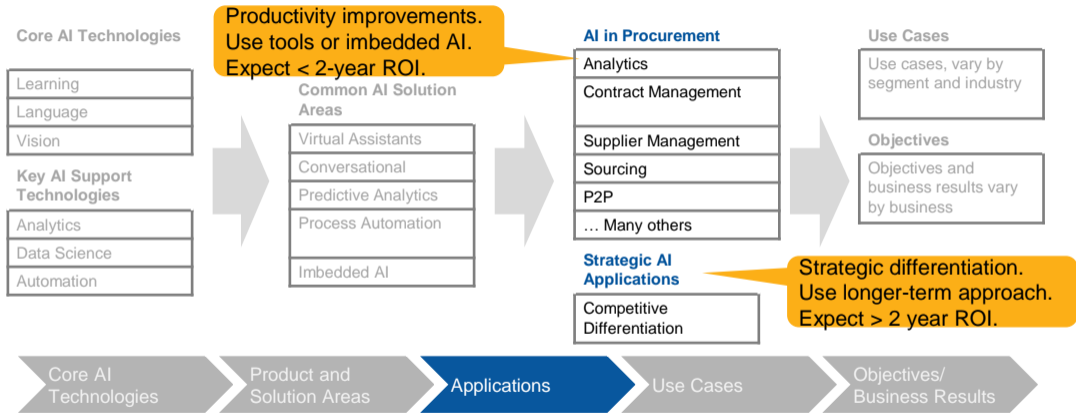 Core AI Technologies
Learning
Language
Vision
Key AI Support
Technologies
Analytics
Data Science
Automation
Productivity improvements.
Use tools or imbedded AI.
Expect < 2-year ROI.
Common AI Solution
Areas
Virtual Assistants
Conversational
Predictive Analytics
Process Automation
Imbedded AI
AI in Procurement
Analytics
Contract Management
Supplier Management
Sourcing
P2P
… Many others
Strategic AI
Applications
Competitive
Differentiation
Use Cases
Use cases, vary by
segment and industry
Objectives
Objectives and
business results vary
by business
Strategic differentiation.
Use longer-term approach.
Expect > 2 year ROI.
Core AI
Technologies
Product and
Solution Areas
Applications
Use Cases
Objectives/
Business Results